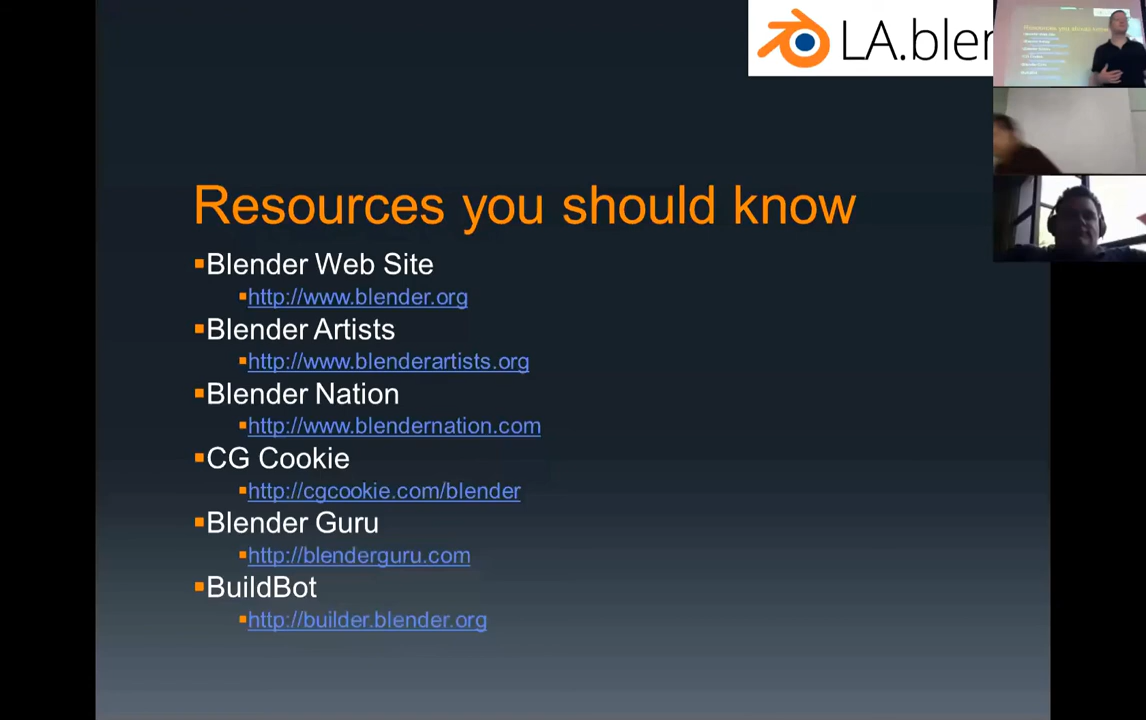 LA.blen
Resources you should know
Blender Web Site
http://www.blender.org
Blender Artists
http://www.blenderartists.org
Blender Nation
http://www.blendernation.com
CG Cookie
http://cgcookie.com/blender
Blender Guru
http://blenderguru.com
BuildBot
http://builder.blender.org